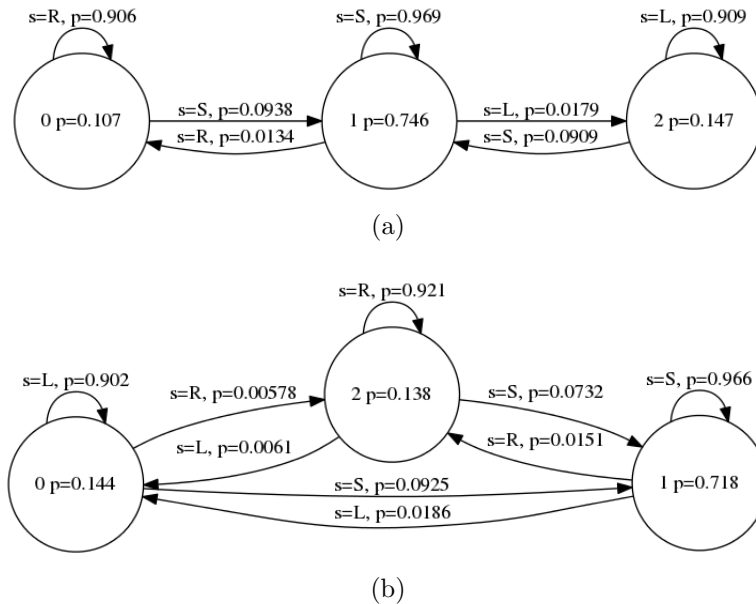 s=R, p=0.906 s=S, p=0.969 s=L, p=0.909
s=S, p=0.0938 s=L, p=0.0179
0 p=0.107 1 p=0.746 2 p=0.147
s=R, p=0.0134 s=S, p=0.0909
(a)
s=R, p=0.921
s=L, p=0.902 s=S, p=0.966
s=R, p=0.00578 2 p=0.138 s=S, p=0.0732
s=L, p=0.0061 s=R, p=0.0151
0 p=0.144 s=S, p=0.0925 1 p=0.718
s=L, p=0.0186
(b)